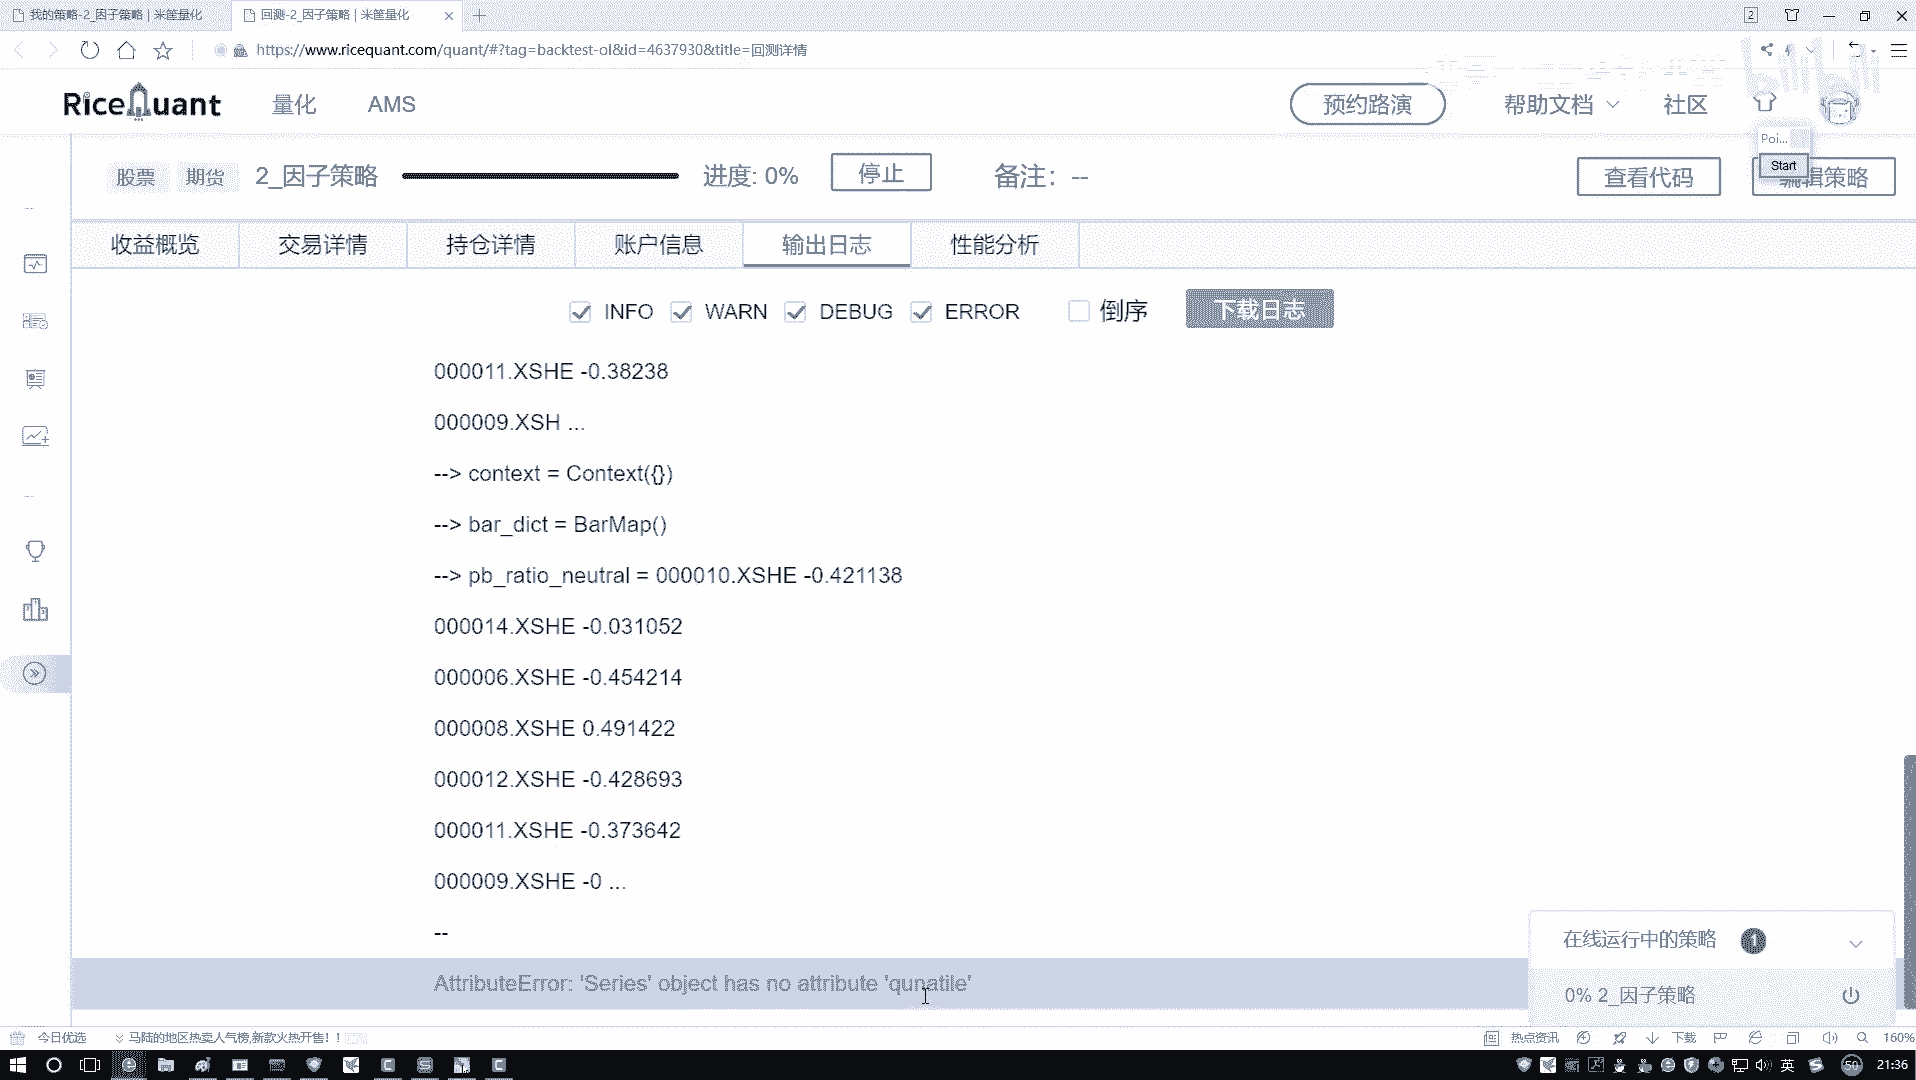 我的策略-2_因子策略 | 米筐量化
回测-2_因子策略 | 米筐量化
2
https://www.ricequant.com/quant/#?tag=backtest-ol&id=4637930&title=回测详情
RiceQuant
量化
AMS
预约路演
帮助文档
社区
Poi...
Start
股票
期货
2_因子策略
进度: 0%
停止
备注: --
查看代码
编辑策略
收益概览
交易详情
持仓详情
账户信息
输出日志
性能分析
INFO
WARN
DEBUG
ERROR
倒序
下载日志
000011.XSHE -0.38238
000009.XSH ...
--> context = Context({})
--> bar_dict = BarMap()
--> pb_ratio_neutral = 000010.XSHE -0.421138
000014.XSHE -0.031052
000006.XSHE -0.454214
000008.XSHE 0.491422
000012.XSHE -0.428693
000011.XSHE -0.373642
000009.XSHE -0 ...
--
AttributeError: 'Series' object has no attribute 'qunatile'
在线运行中的策略 1
0% 2_因子策略
今日优选
马陆的地区热卖人气榜,新款火热开售！！
热点资讯
下载
160%
英
50
21:36